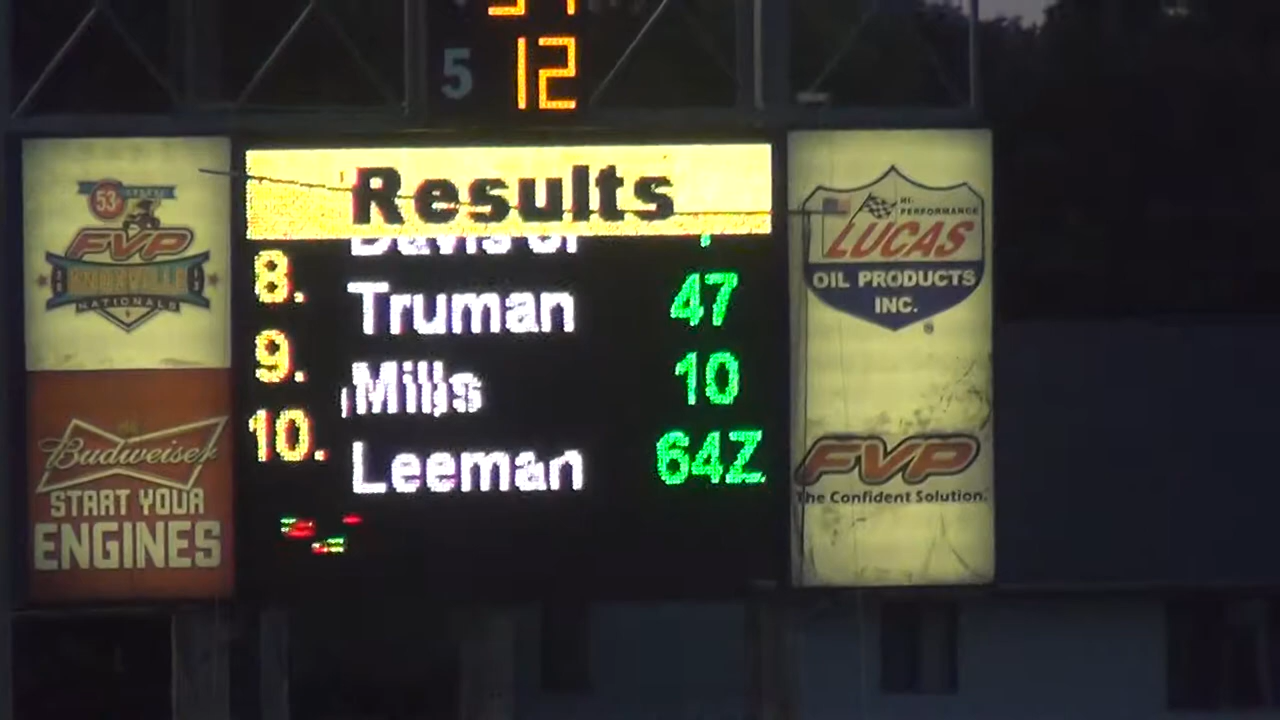 5 12
Results
8.
Truman 47
9.
Mills 10
10.
Leeman 64Z
53
FVP
KNOXVILLE
NATIONALS
Budweiser
START YOUR
ENGINES
HI-
PERFORMANCE
LUCAS
OIL PRODUCTS
INC.
FVP
The Confident Solution.